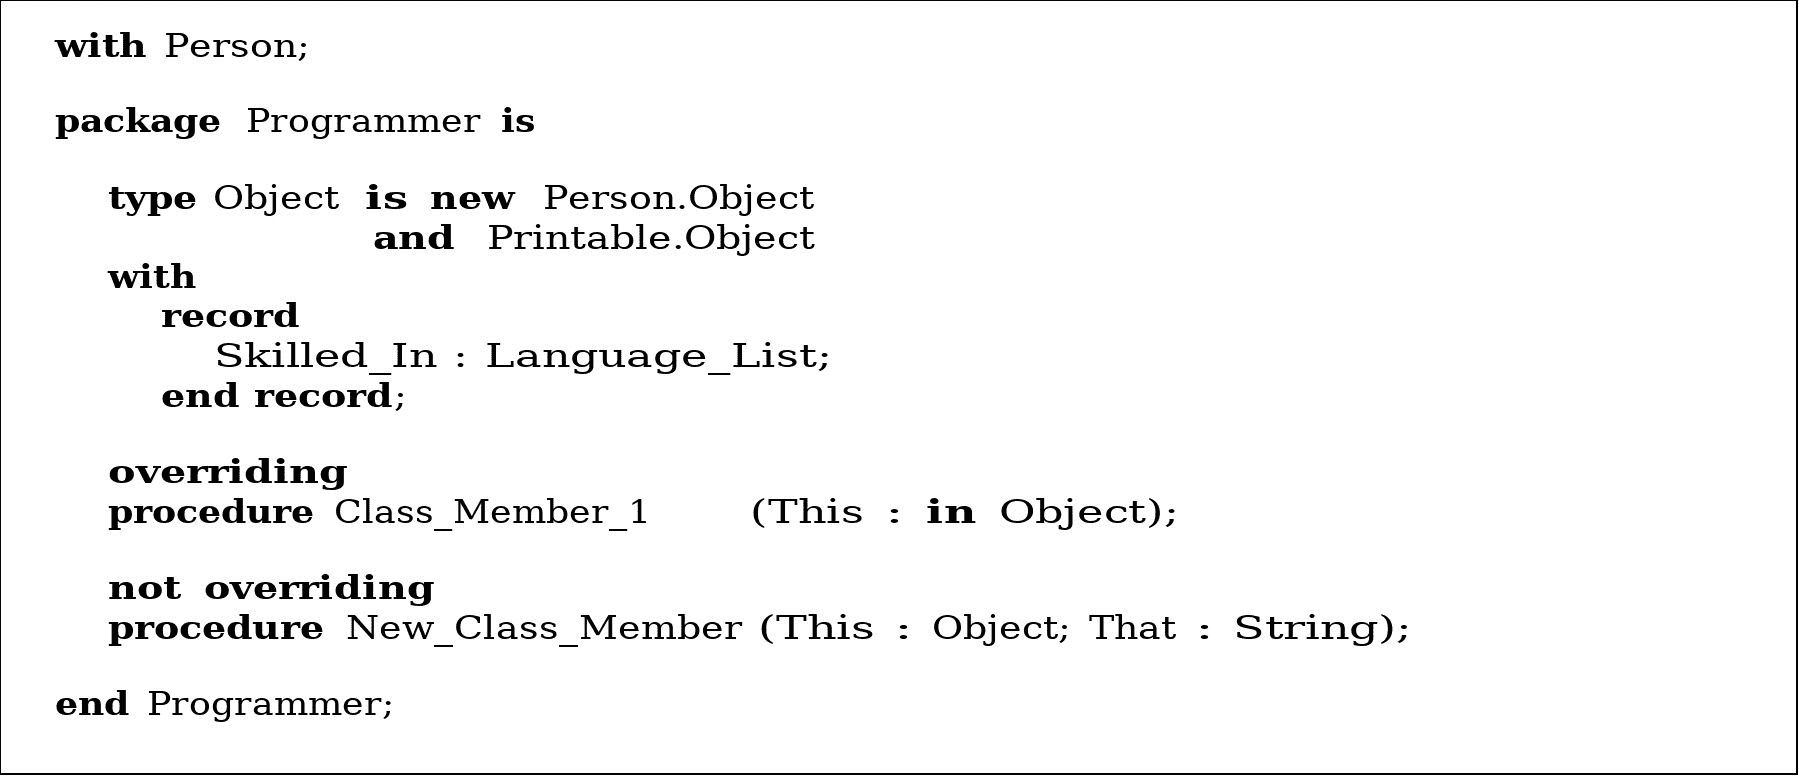 with Person;
package Programmer is
type Object is new Person.Object
and Printable.Object
with
record
Skilled_In : Language_List;
end record;
overriding
procedure Class_Member_1 (This : in Object);
not overriding
procedure New_Class_Member (This : Object; That : String);
end Programmer;